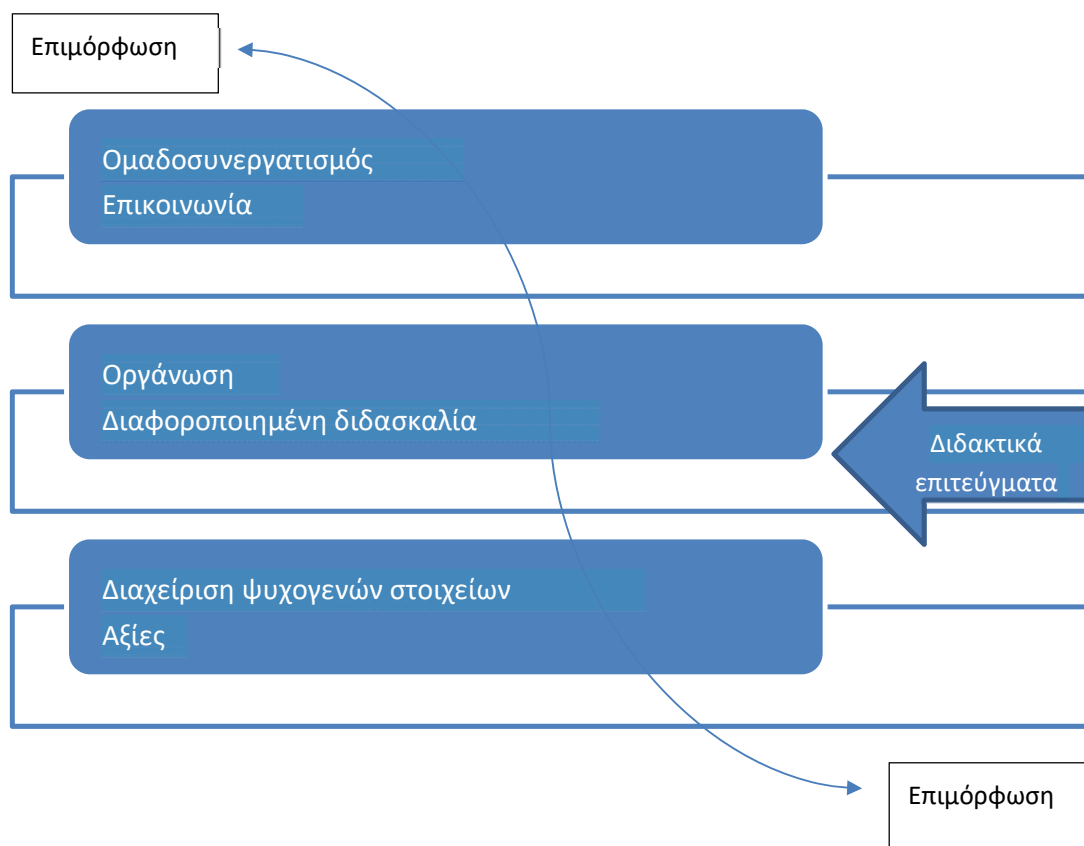 Επιμόρφωση
Ομαδοσυνεργατισμός
Επικοινωνία
Οργάνωση
Διαφοροποιημένη διδασκαλία
Διδακτικά
επιτεύγματα
Διαχείριση ψυχογενών στοιχείων
Αξίες
Επιμόρφωση